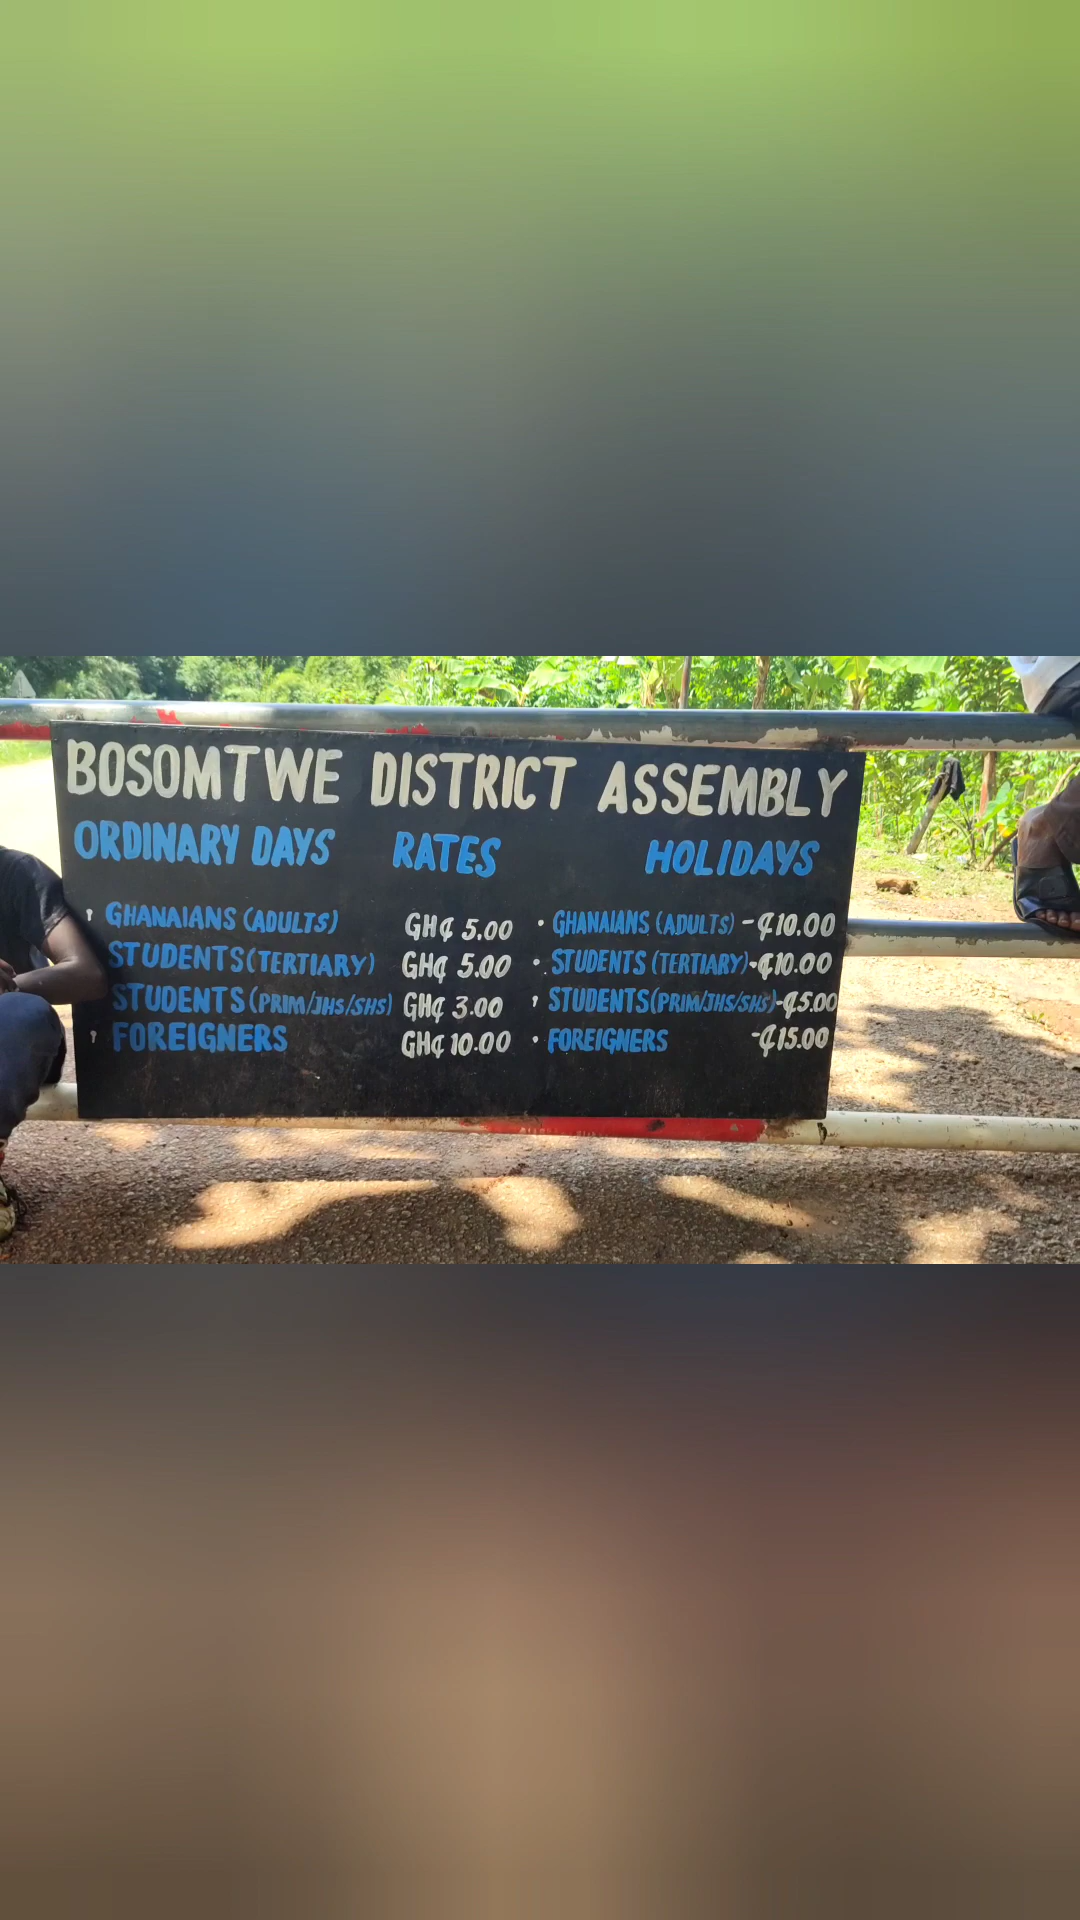 BOSOMTWE DISTRICT ASSEMBLY
ORDINARY DAYS RATES HOLIDAYS
GHANAIANS (ADULTS) GH₵ 5.00 • GHANAIANS (ADULTS) - ₵10.00
STUDENTS (TERTIARY) GH₵ 5.00 • STUDENTS (TERTIARY) - ₵10.00
STUDENTS (PRIM/JHS/SHS) GH₵ 3.00 • STUDENTS (PRIM/JHS/SHS) - ₵5.00
FOREIGNERS GH₵ 10.00 • FOREIGNERS - ₵15.00